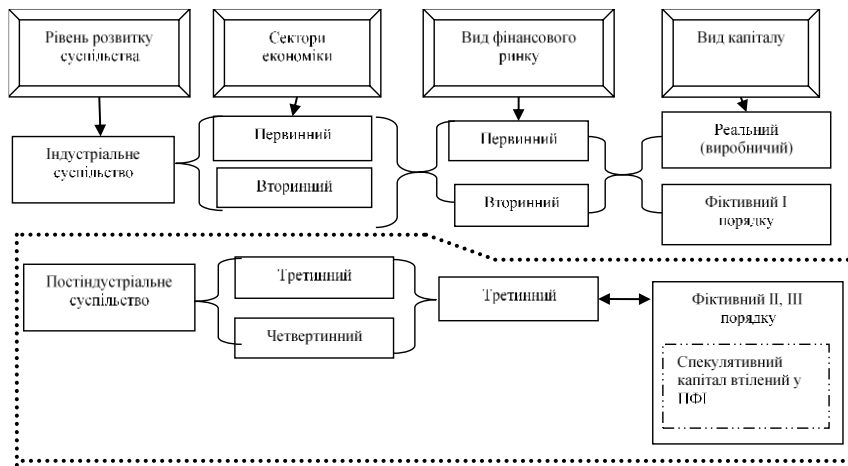 Рівень розвитку
суспільства
Сектори
економіки
Вид фінансового
ринку
Вид капіталу
Індустріальне
суспільство
Первинний
Вторинний
Первинний
Вторинний
Реальний
(виробничий)
Фіктивний І
порядку
Постіндустріальне
суспільство
Третинний
Четвертинний
Третинний
Фіктивний ІІ, ІІІ
порядку
Спекулятивний
капітал втілений у
ПФІ